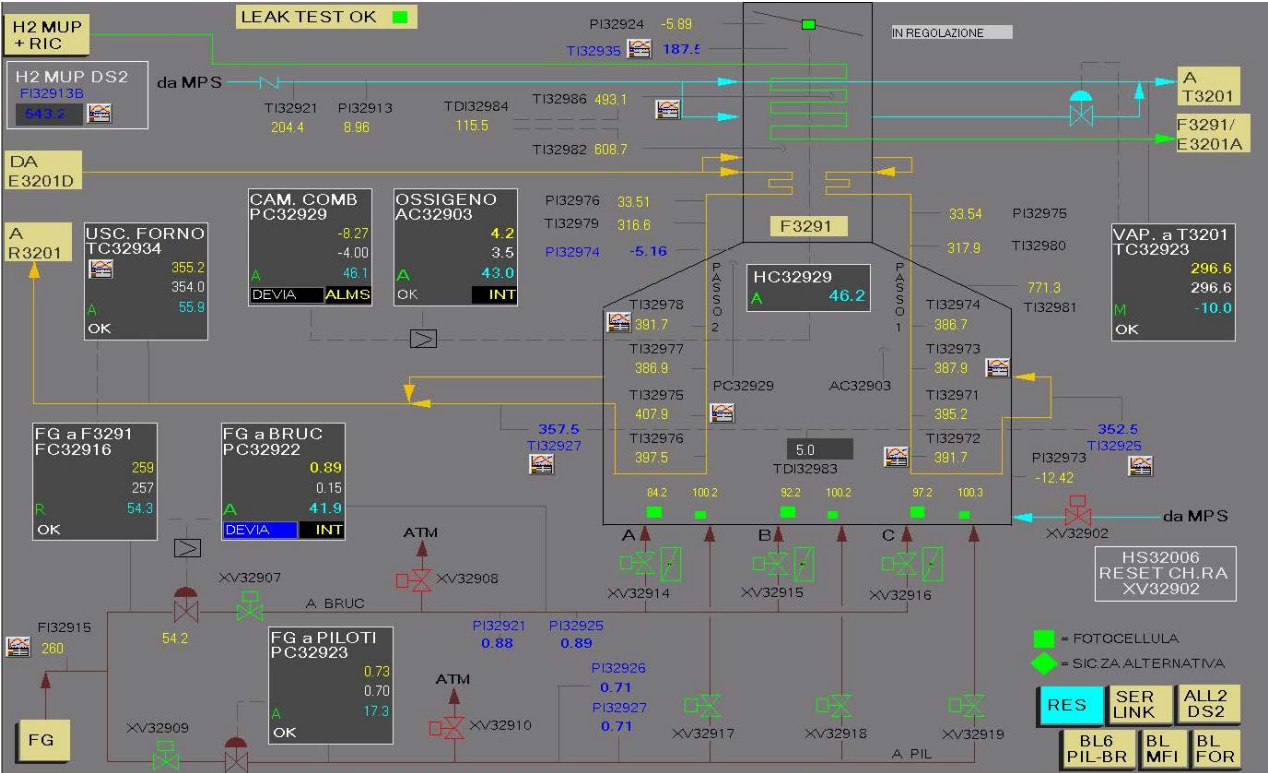 LEAK TEST OK
H2 MUP
+ RIC
PI32924 -5.89
IN REGOLAZIONE
TI32935
H2 MUP DS2
FI32913B
543.2
da MPS
TI32921
204.4
PI32913
8.96
TDI32984
115.5
TI32986 493.1
TI32982 608.7
A
T3201
F3291/
E3201A
DA
E3201D
A
R3201
USC. FORNO
TC32934
355.2
354.0
A 55.9
OK
CAM. COMB
PC32929
-8.27
-4.00
A 46.1
DEVIA ALMS
OSSIGENO
AC32903
4.2
3.5
A 43.0
OK INT
PI32976 33.51
TI32979 316.6
PI32974 -5.16
F3291
33.54 PI32975
317.9 TI32980
771.3
TI32981
VAP. a T3201
TC32923
296.6
296.6
M -10.0
OK
HC32929
A 46.2
PASSO 2
PASSO 1
TI32978
391.7
TI32977
386.9
TI32975
407.9
TI32976
397.5
PC32929
AC32903
TI32974
386.7
TI32973
387.9
TI32971
395.2
TI32972
391.7
357.5
TI32927
5.0
TDI32983
352.5
TI32925
PI32973
-12.42
FG a F3291
FC32916
259
257
R 54.3
OK
FG a BRUC
PC32922
0.89
0.15
A 41.9
DEVIA INT
84.2 100.2 92.2 100.2 97.2 100.3
A B C
da MPS
XV32902
HS32006
RESET CH.RA
XV32902
ATM
XV32908
XV32907
A BRUC
XV32914
XV32915
XV32916
FI32915
260
54.2
PI32921
0.88
PI32925
0.89
FG a PILOTI
PC32923
0.73
0.70
A 17.3
OK
PI32926
0.71
PI32927
0.71
ATM
XV32910
XV32909
XV32917
XV32918
XV32919
A PIL
FG
= FOTOCELLULA
= SIC.ZA ALTERNATIVA
RES
SER
LINK
ALL2
DS2
BL6
PIL-BR
BL
MFI
BL
FOR